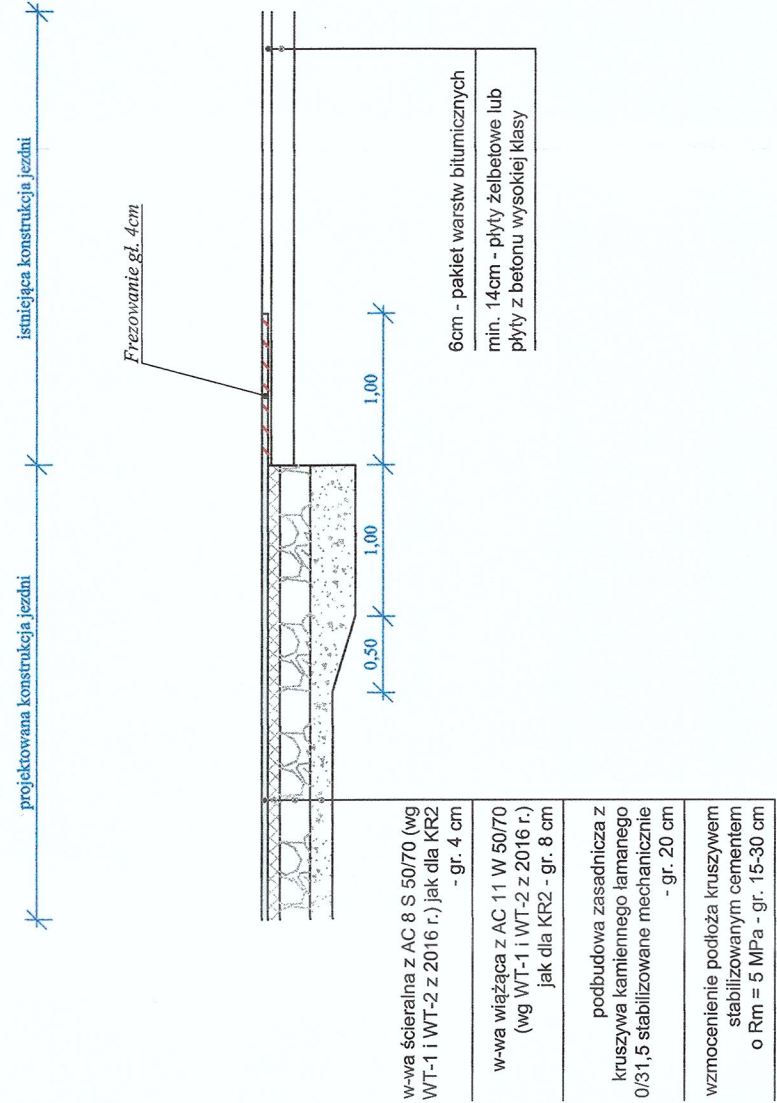 projektowana konstrukcja jezdni
istniejąca konstrukcja jezdni
Frezowanie gł. 4cm
0,50
1,00
1,00
w-wa ścieralna z AC 8 S 50/70 (wg
WT-1 i WT-2 z 2016 r.) jak dla KR2
- gr. 4 cm
w-wa wiążąca z AC 11 W 50/70
(wg WT-1 i WT-2 z 2016 r.)
jak dla KR2 - gr. 8 cm
podbudowa zasadnicza z
kruszywa kamiennego łamanego
0/31,5 stabilizowane mechanicznie
- gr. 20 cm
wzmocenienie podłoża kruszywem
stabilizowanym cementem
o Rm = 5 MPa - gr. 15-30 cm
6cm - pakiet warstw bitumicznych
min. 14cm - płyty żelbetowe lub
płyty z betonu wysokiej klasy